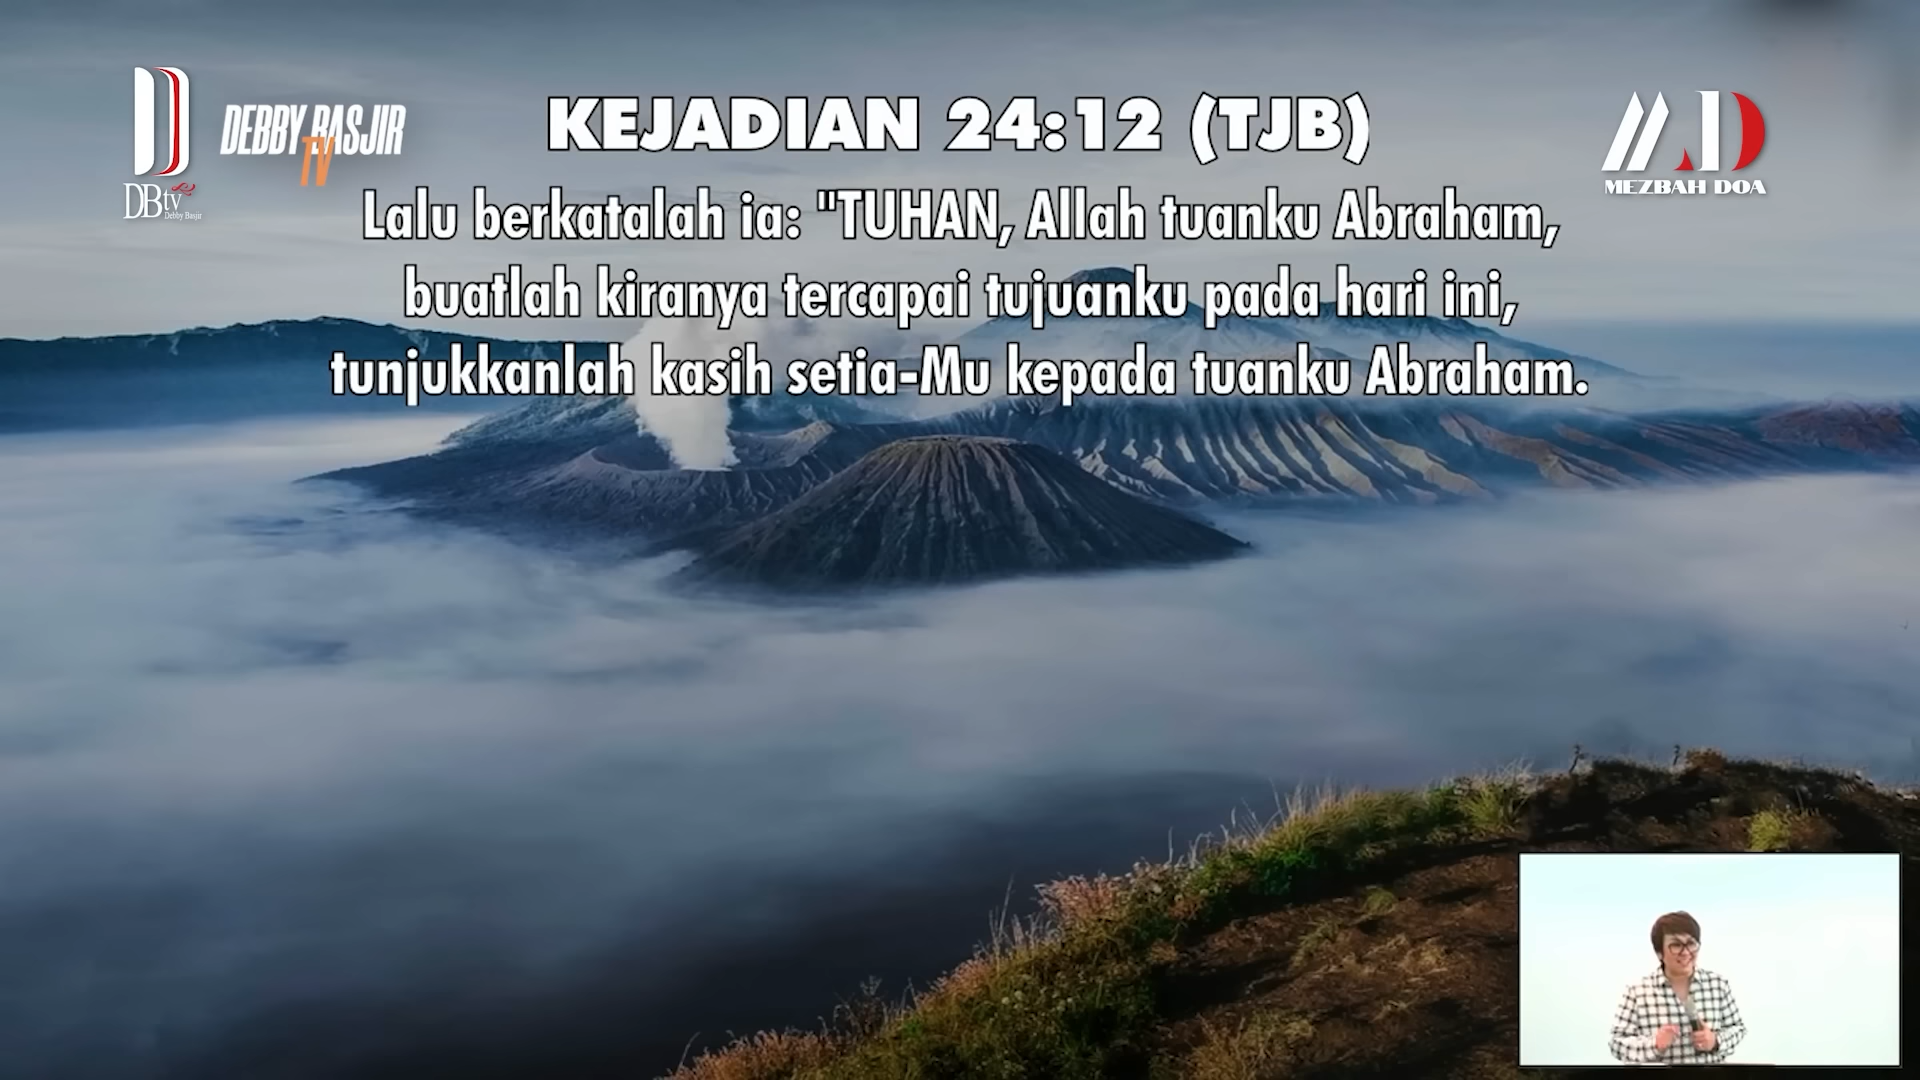 DEBBY BASJIR
TV
DBtv
Debby Basjir
KEJADIAN 24:12 (TJB)
MEZBAH DOA
Lalu berkatalah ia: "TUHAN, Allah tuanku Abraham,
buatlah kiranya tercapai tujuanku pada hari ini,
tunjukkanlah kasih setia-Mu kepada tuanku Abraham.